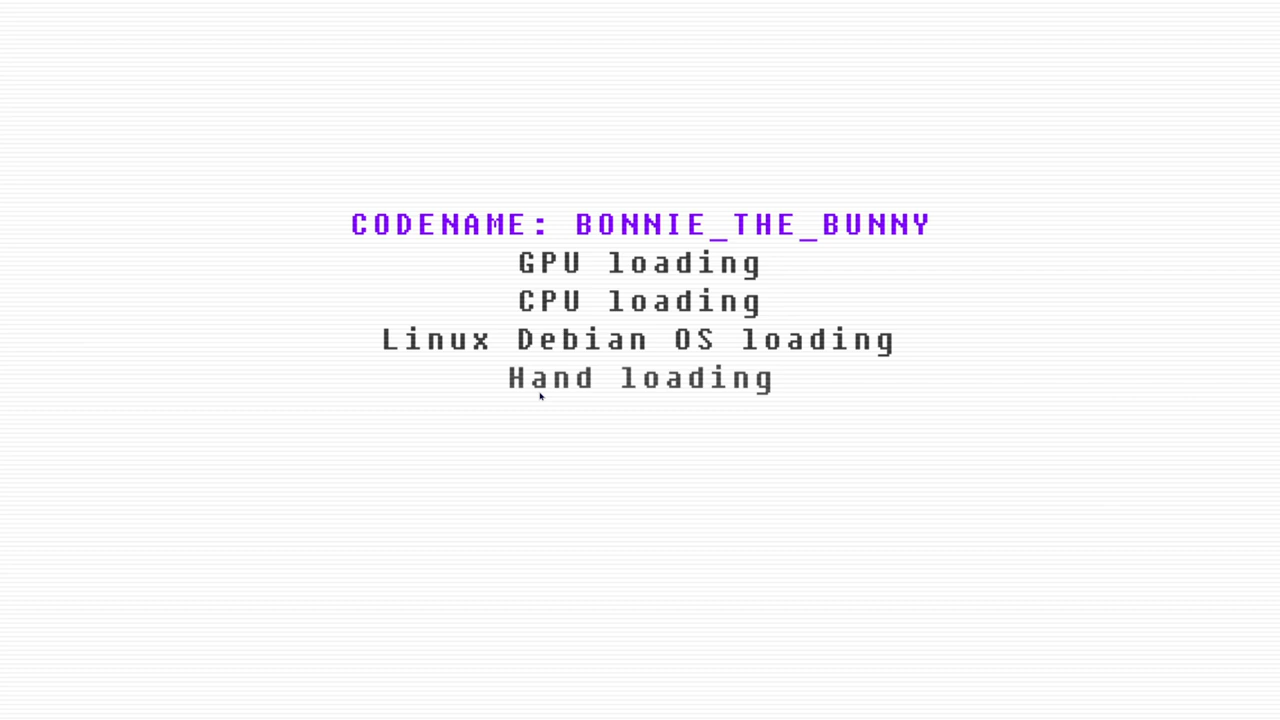 CODENAME: BONNIE_THE_BUNNY
GPU loading
CPU loading
Linux Debian OS loading
Hand loading